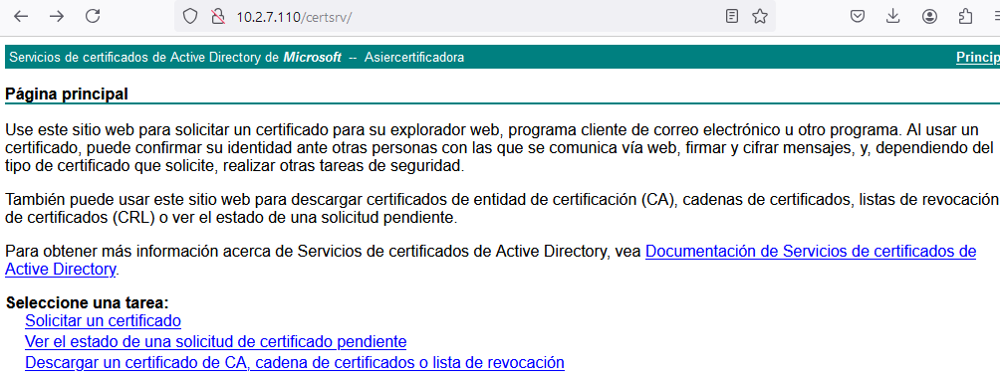 10.2.7.110/certsrv/
Servicios de certificados de Active Directory de Microsoft -- Asiercertificadora
Página principal
Use este sitio web para solicitar un certificado para su explorador web, programa cliente de correo electrónico u otro programa. Al usar un
certificado, puede confirmar su identidad ante otras personas con las que se comunica vía web, firmar y cifrar mensajes, y, dependiendo del
tipo de certificado que solicite, realizar otras tareas de seguridad.
También puede usar este sitio web para descargar certificados de entidad de certificación (CA), cadenas de certificados, listas de revocación
de certificados (CRL) o ver el estado de una solicitud pendiente.
Para obtener más información acerca de Servicios de certificados de Active Directory, vea Documentación de Servicios de certificados de
Active Directory.
Seleccione una tarea:
Solicitar un certificado
Ver el estado de una solicitud de certificado pendiente
Descargar un certificado de CA, cadena de certificados o lista de revocación